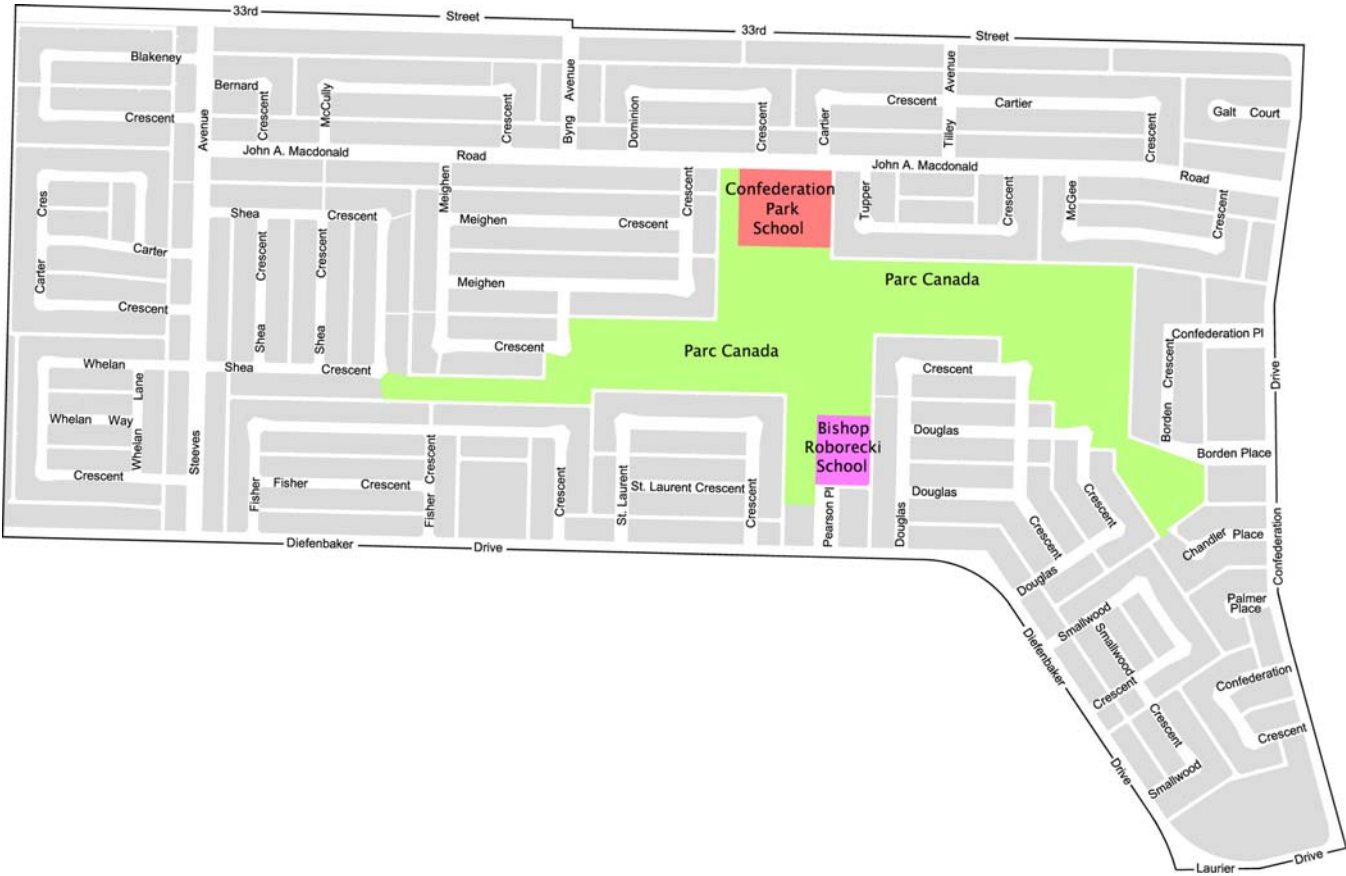 33rd
Street
33rd
Street
Blakeney
Bernard
McCully
Crescent
Crescent
Avenue
Byng
Avenue
Dominion
Crescent
Crescent
Cartier
Crescent
Cartier
Avenue
Tilley
Crescent
Galt Court
Crescent
John A. Macdonald
Road
John A. Macdonald
Road
Cres
Carter
Carter
Crescent
Shea
Crescent
Crescent
Crescent
Shea
Shea
Shea
Crescent
Meighen
Meighen
Crescent
Crescent
Meighen
Crescent
Confederation
Park
School
Tupper
Crescent
McGee
Crescent
Parc Canada
Parc Canada
Confederation Pl
Crescent
Borden
Borden Place
Drive
Confederation
Whelan
Lane
Whelan Way
Whelan
Crescent
Steeves
Fisher
Fisher
Crescent
Crescent
Fisher
Crescent
St. Laurent
St. Laurent Crescent
Crescent
Bishop
Roborecki
School
Pearson Pl
Crescent
Douglas
Douglas
Douglas
Crescent
Crescent
Douglas
Chandler Place
Palmer
Place
Diefenbaker
Drive
Smallwood
Smallwood
Crescent
Crescent
Smallwood
Confederation
Crescent
Diefenbaker
Drive
Laurier
Drive